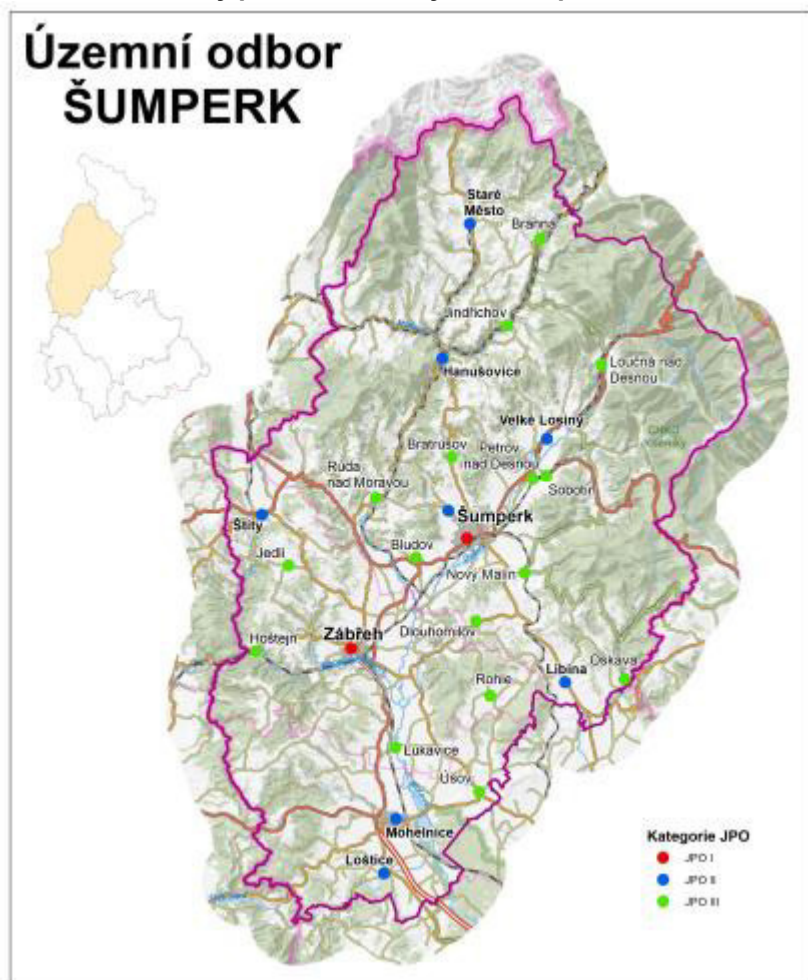 Územní odbor
ŠUMPERK
Staré
Město
Branná
Jindřichov
Hanušovice
Loučná nad
Desnou
Velké Losiny
Bratrušov
Petrov
nad Desnou
Sobotín
Ruda
nad Moravou
Štíty
Šumperk
Jedlí
Bludov
Nový Malín
Hoštejn
Zábřeh
Dlouhomilov
Libina
Oskava
Rohle
Lukavice
Úsov
Mohelnice
Loštice
Kategorie JPO
JPO I
JPO II
JPO III